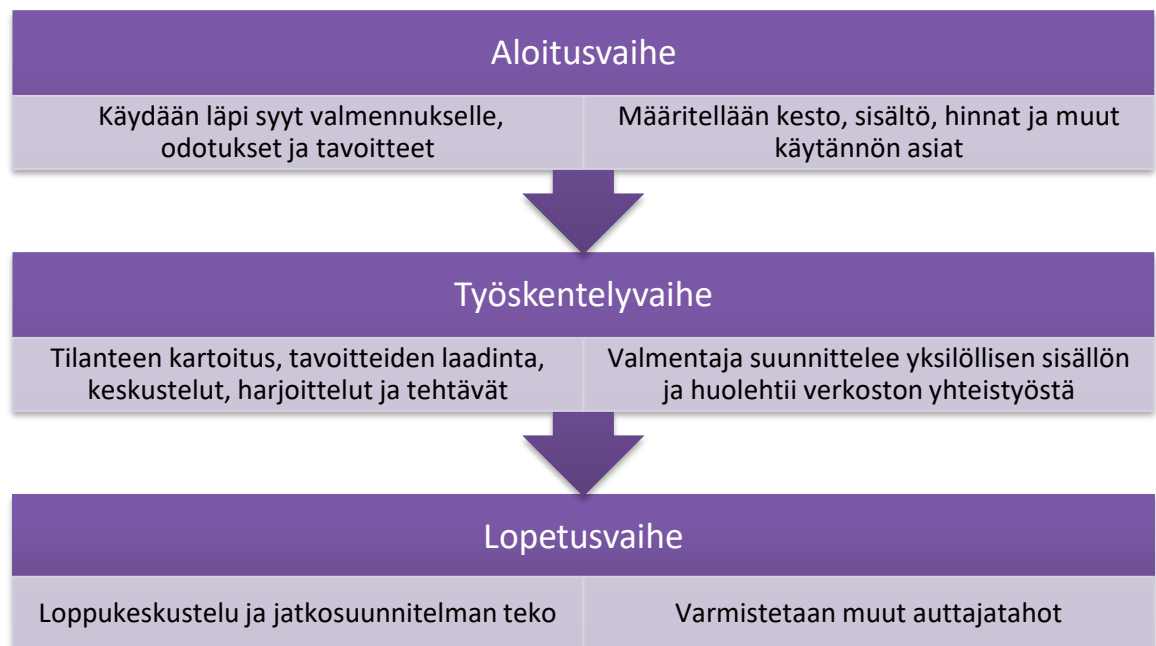 Aloitusvaihe
Käydään läpi syyt valmennukselle,
odotukset ja tavoitteet
Määritellään kesto, sisältö, hinnat ja muut
käytännön asiat
Työskentelyvaihe
Tilanteen kartoitus, tavoitteiden laadinta,
keskustelut, harjoittelut ja tehtävät
Valmentaja suunnittelee yksilöllisen sisällön
ja huolehtii verkoston yhteistyöstä
Lopetusvaihe
Loppukeskustelu ja jatkosuunnitelman teko
Varmistetaan muut auttajatahot